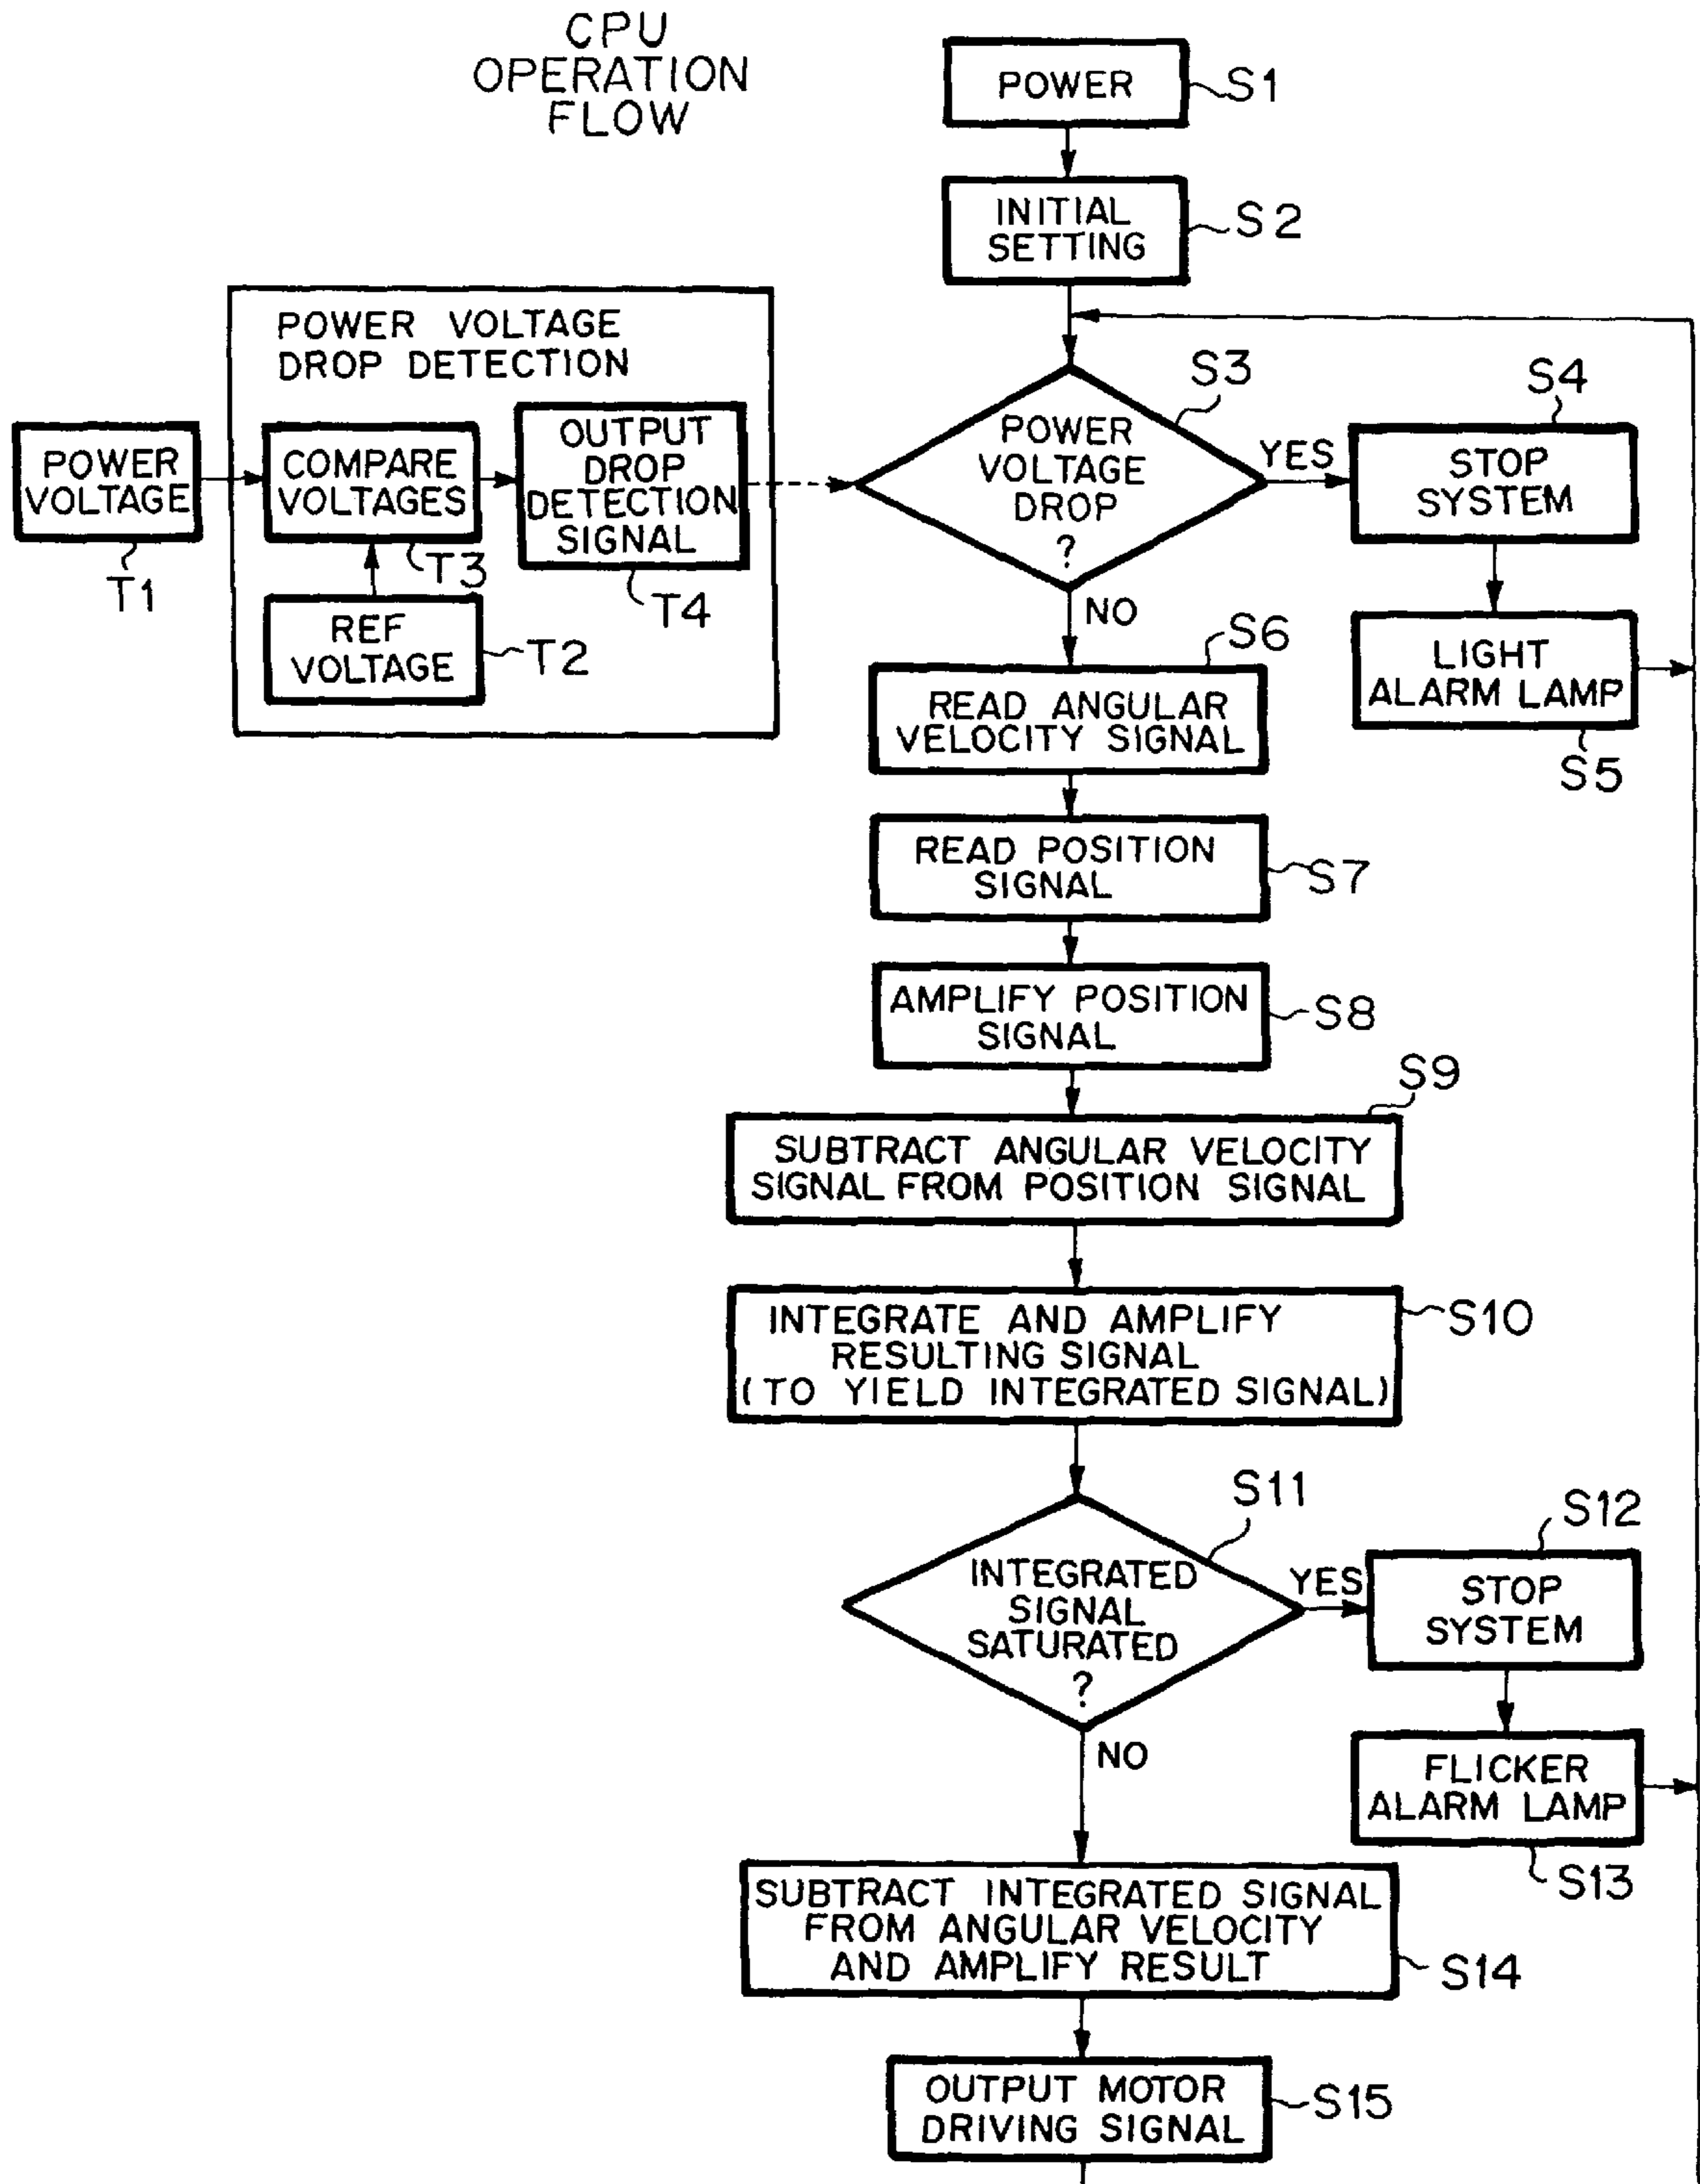 CPU
OPERATION
FLOW
POWER
S1
INITIAL
SETTING
S2
POWER VOLTAGE
DROP DETECTION
POWER
VOLTAGE
T1
COMPARE
VOLTAGES
T3
REF
VOLTAGE
T2
OUTPUT
DROP
DETECTION
SIGNAL
T4
POWER
VOLTAGE
DROP
?
S3
YES
NO
STOP
SYSTEM
S4
LIGHT
ALARM LAMP
S5
READ ANGULAR
VELOCITY SIGNAL
S6
READ POSITION
SIGNAL
S7
AMPLIFY POSITION
SIGNAL
S8
SUBTRACT ANGULAR VELOCITY
SIGNAL FROM POSITION SIGNAL
S9
INTEGRATE AND AMPLIFY
RESULTING SIGNAL
(TO YIELD INTEGRATED SIGNAL)
S10
INTEGRATED
SIGNAL
SATURATED
?
S11
YES
NO
STOP
SYSTEM
S12
FLICKER
ALARM LAMP
S13
SUBTRACT INTEGRATED SIGNAL
FROM ANGULAR VELOCITY
AND AMPLIFY RESULT
S14
OUTPUT MOTOR
DRIVING SIGNAL
S15